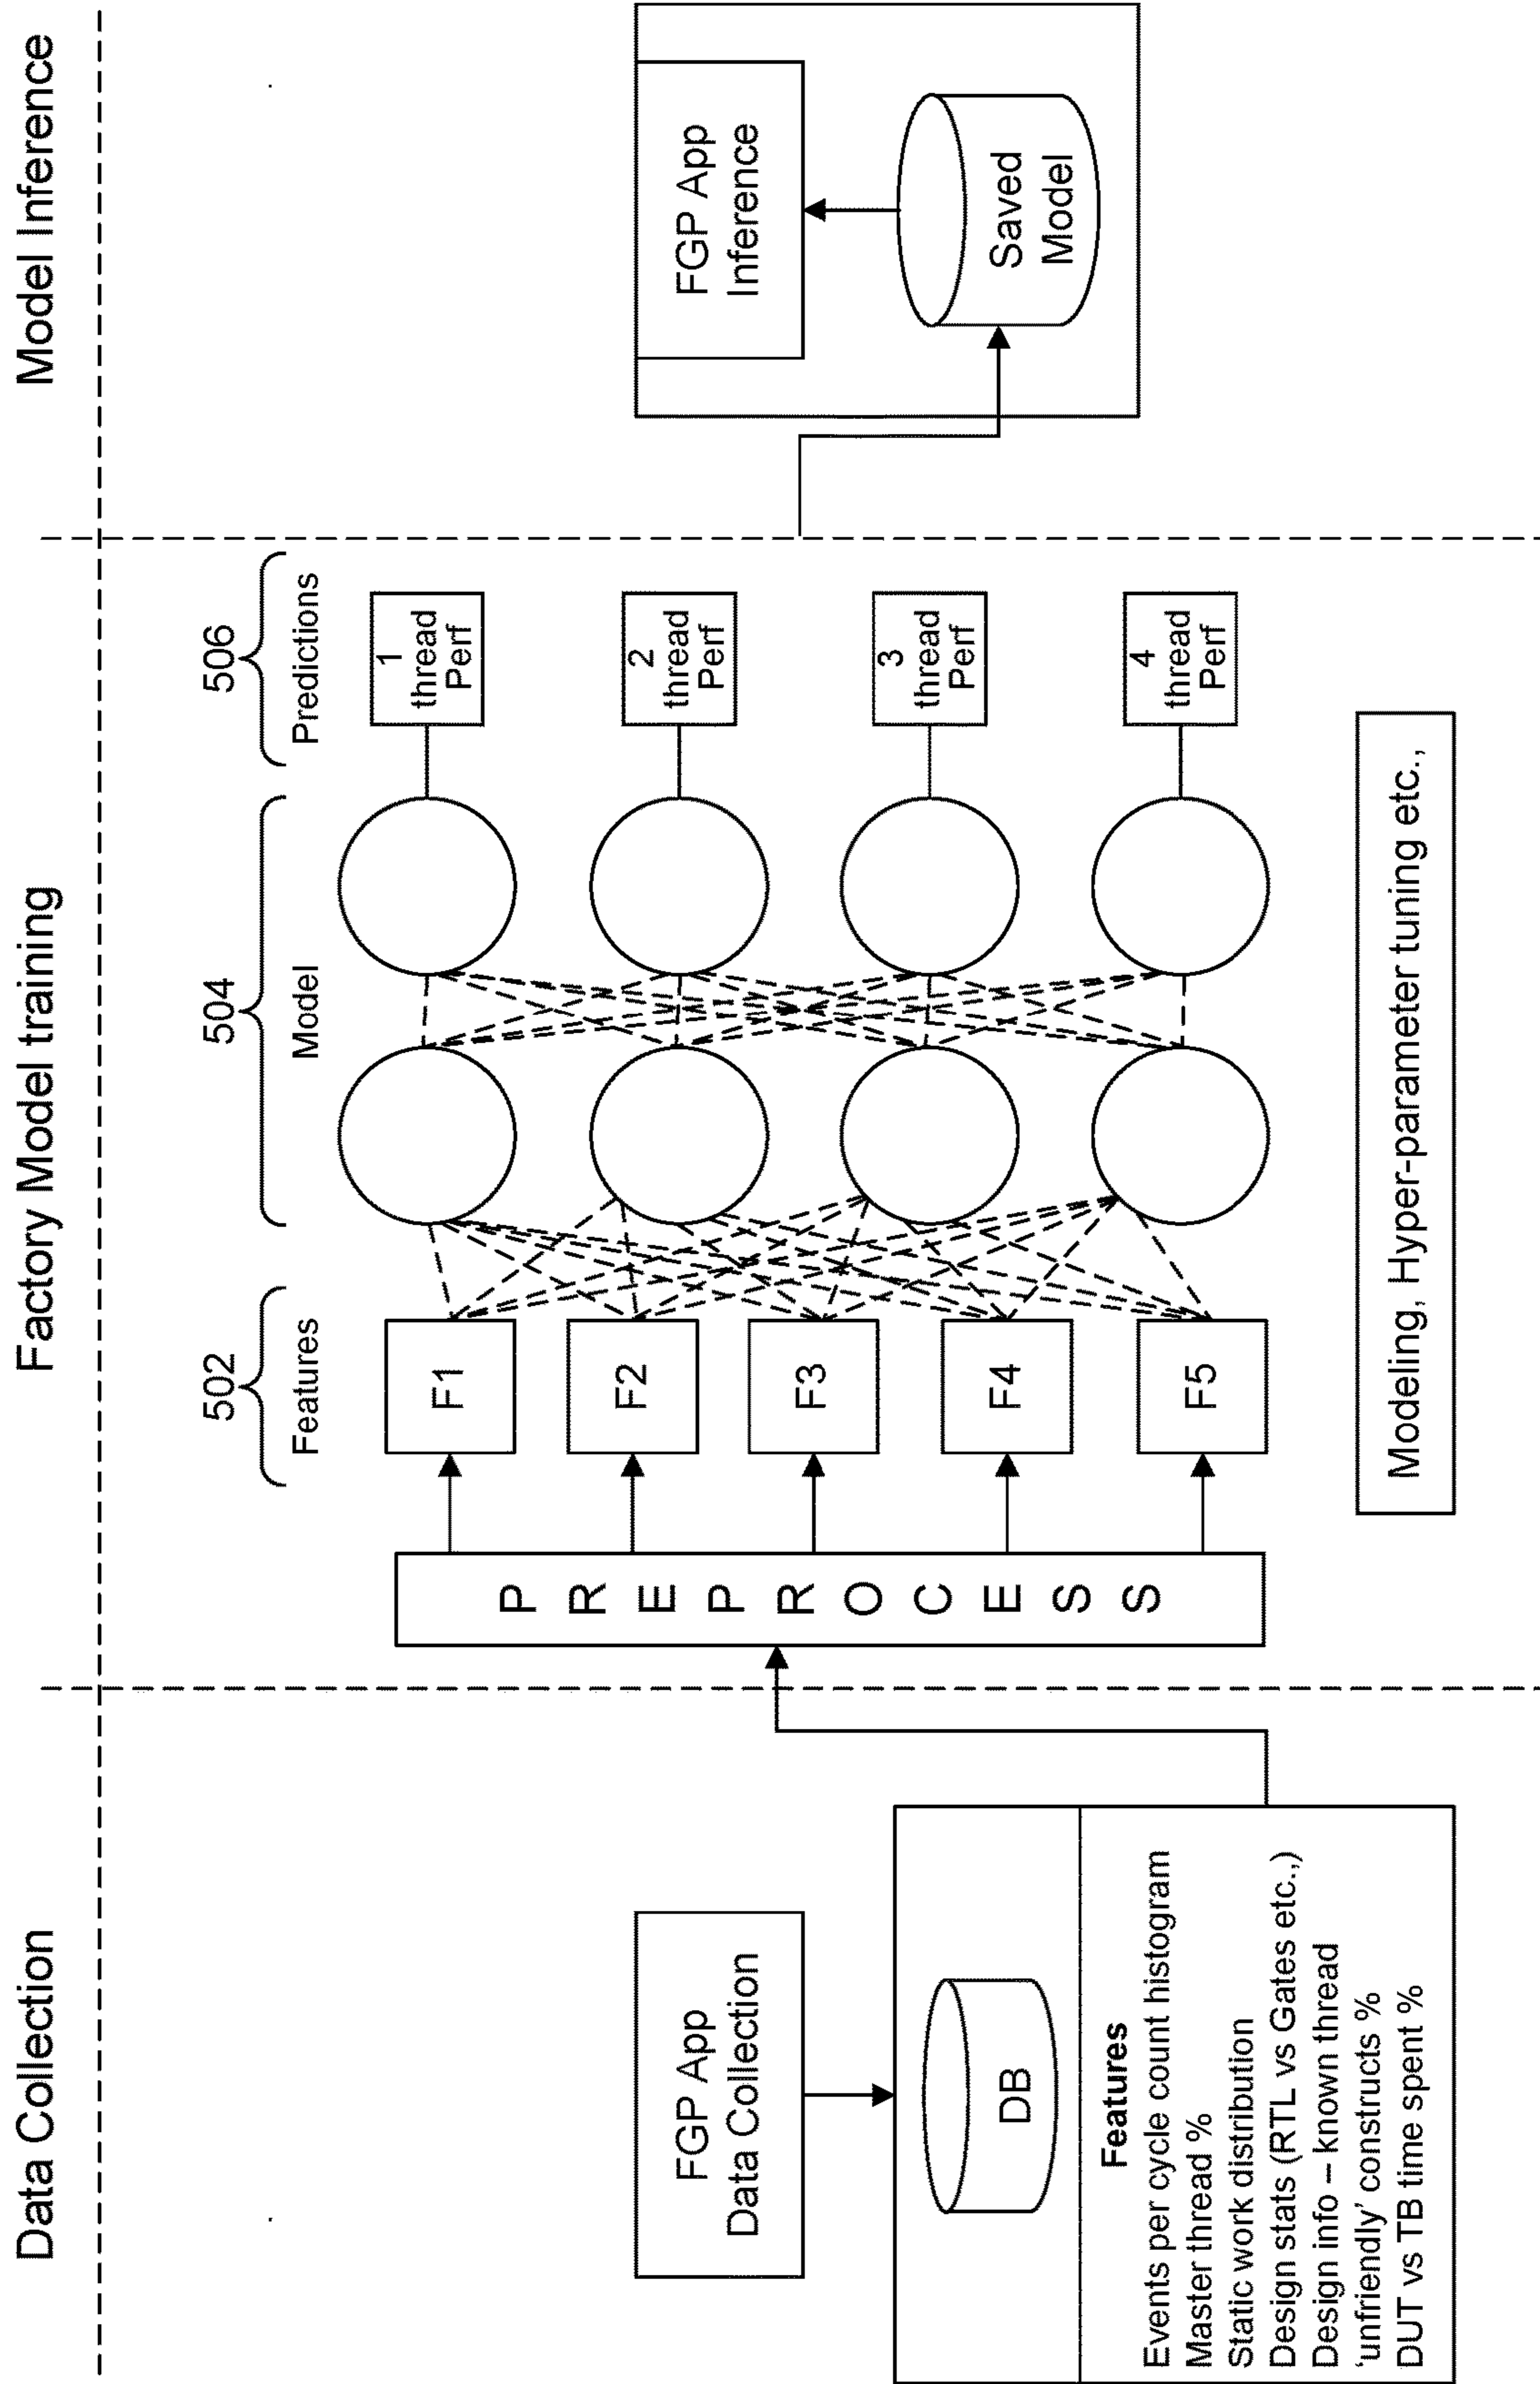 Data Collection
Factory Model training
Model Inference
FGP App
Data Collection
DB
Features
Events per cycle count histogram
Master thread %
Static work distribution
Design stats (RTL vs Gates etc.,)
Design info – known thread
‘unfriendly’ constructs %
DUT vs TB time spent %
PREPROCESS
502
Features
F1
F2
F3
F4
F5
504
Model
506
Predictions
1
thread
Perf
2
thread
Perf
3
thread
Perf
4
thread
Perf
Modeling, Hyper-parameter tuning etc.,
FGP App
Inference
Saved
Model